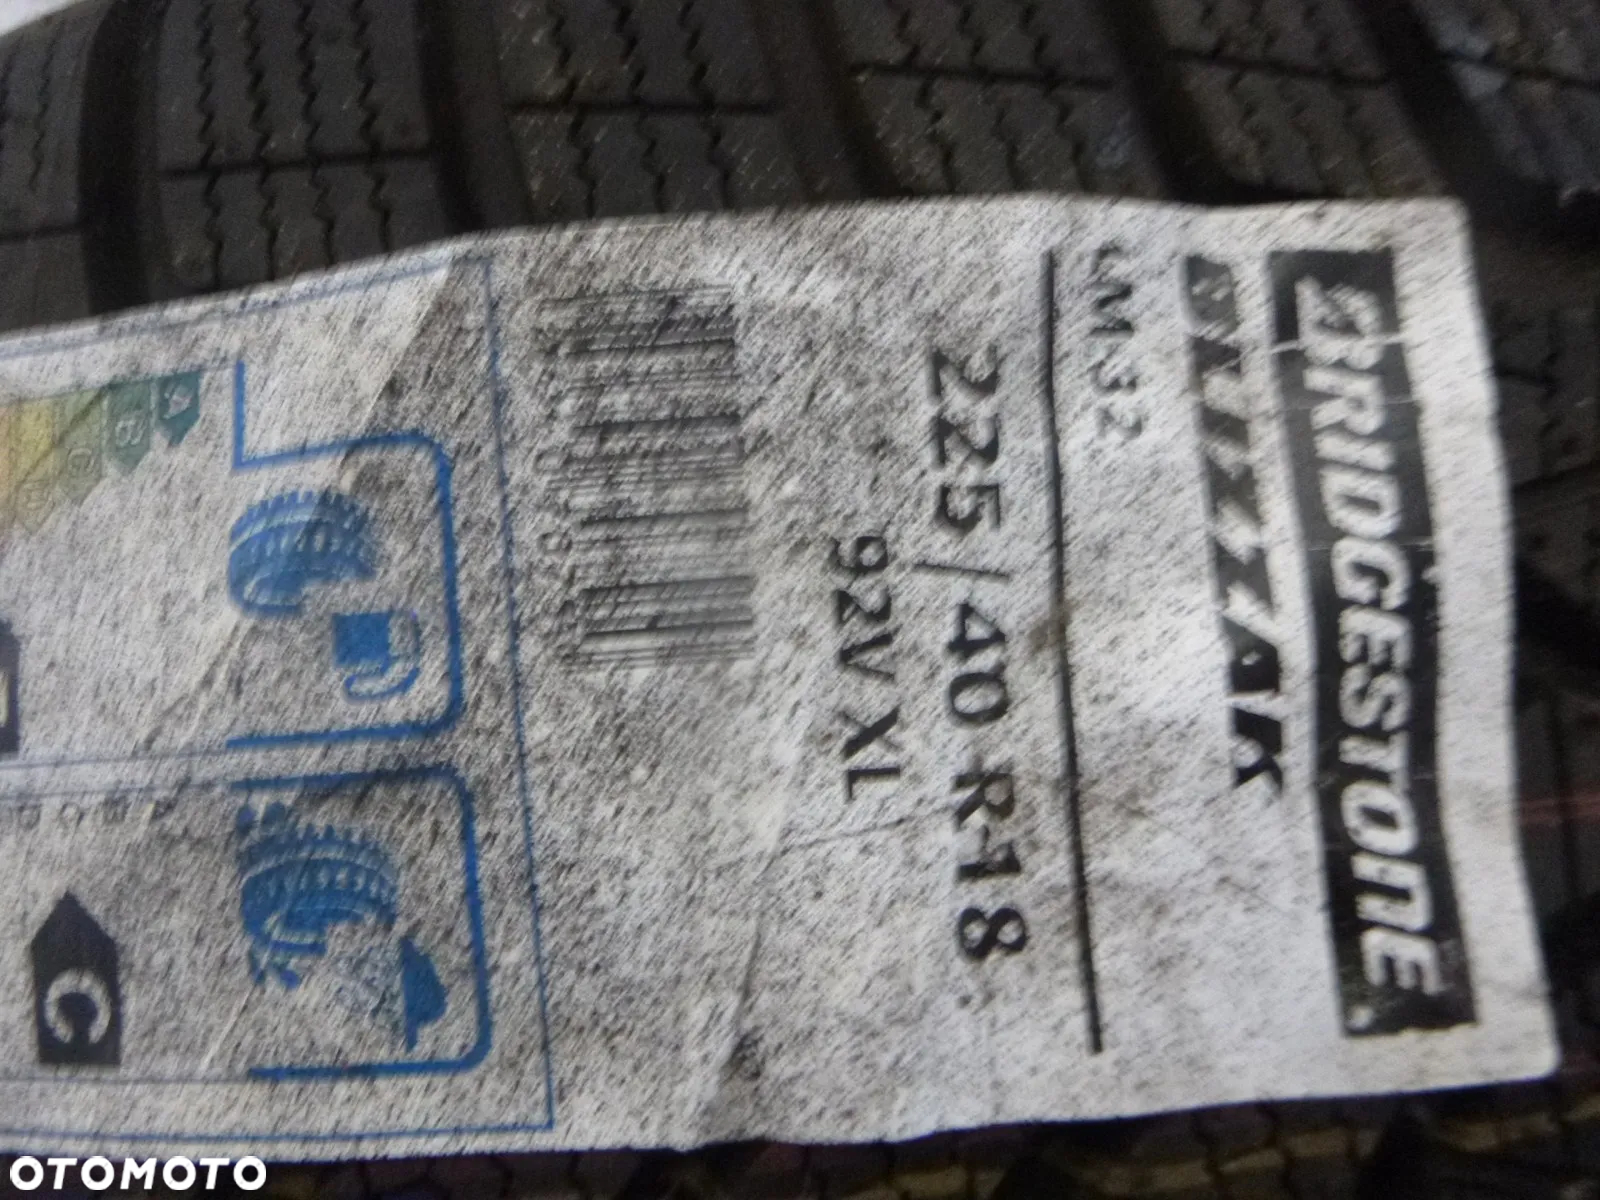 BRIDGESTONE
BLIZZAK
LM32
225/40 R18
92V XL
A
B
C
C
OTOMOTO